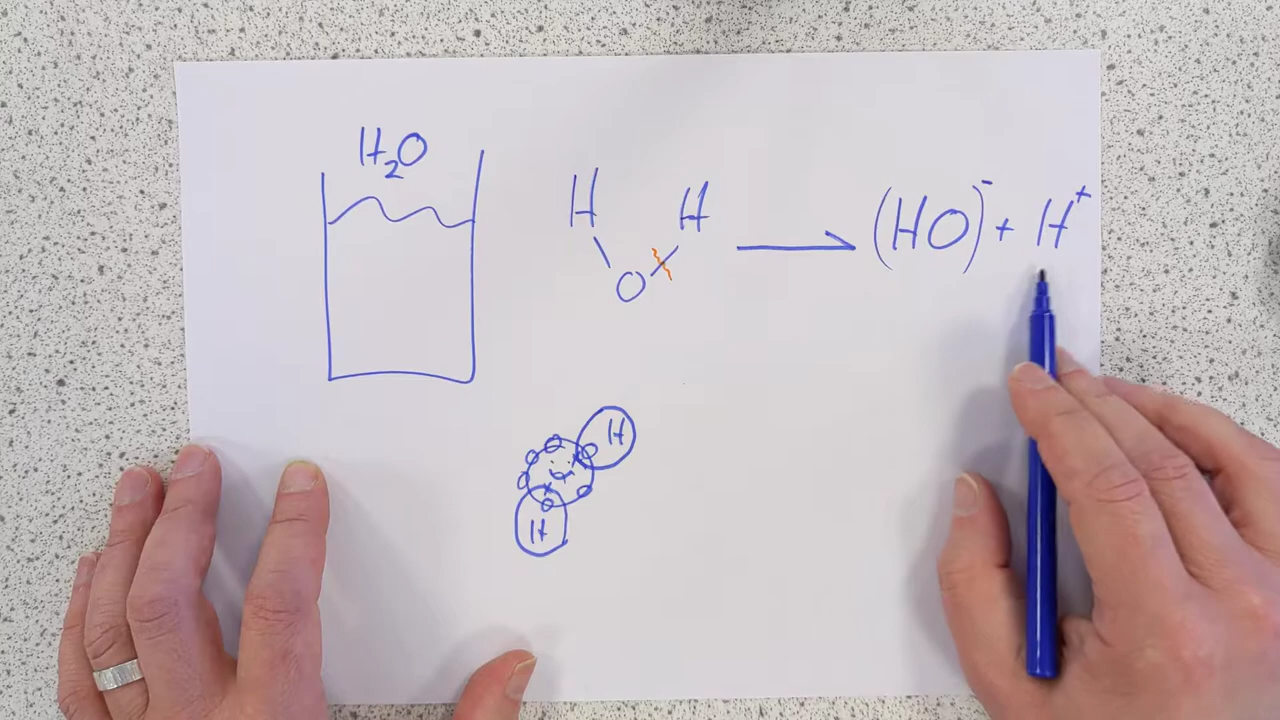 H₂O
H H
O
(HO)⁻ + H⁺
H
H